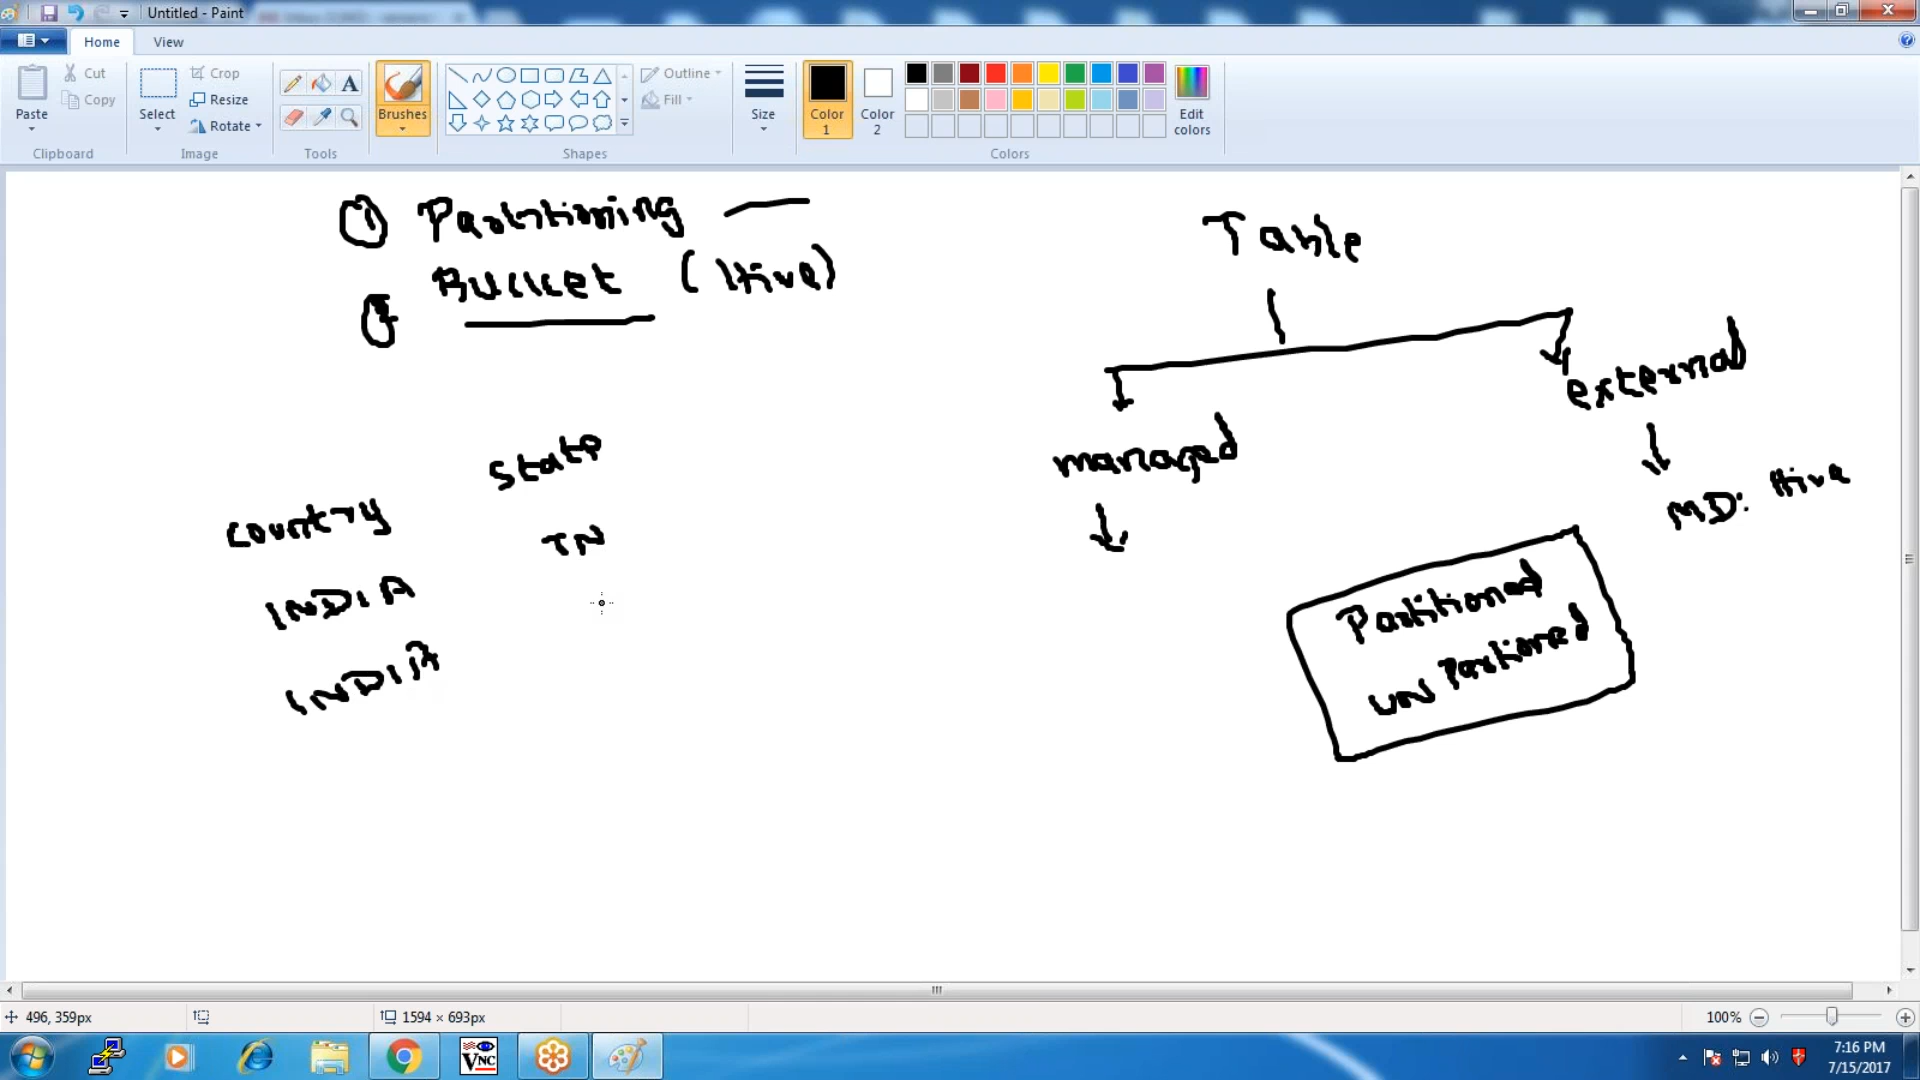 Untitled - Paint
Home View
Paste
Cut
Copy
Clipboard
Select
Crop
Resize
Rotate
Image
Tools
Brushes
Shapes
Outline
Fill
Size
Color 1
Color 2
Edit colors
Colors
① Partitioning
Bucket (Hive)
Table
managed
external
MD: Hive
Partitioned
UN Partioned
Country
State
INDIA
TN
INDIA
496, 359px
1594 × 693px
100%
VNC
7:16 PM
7/15/2017